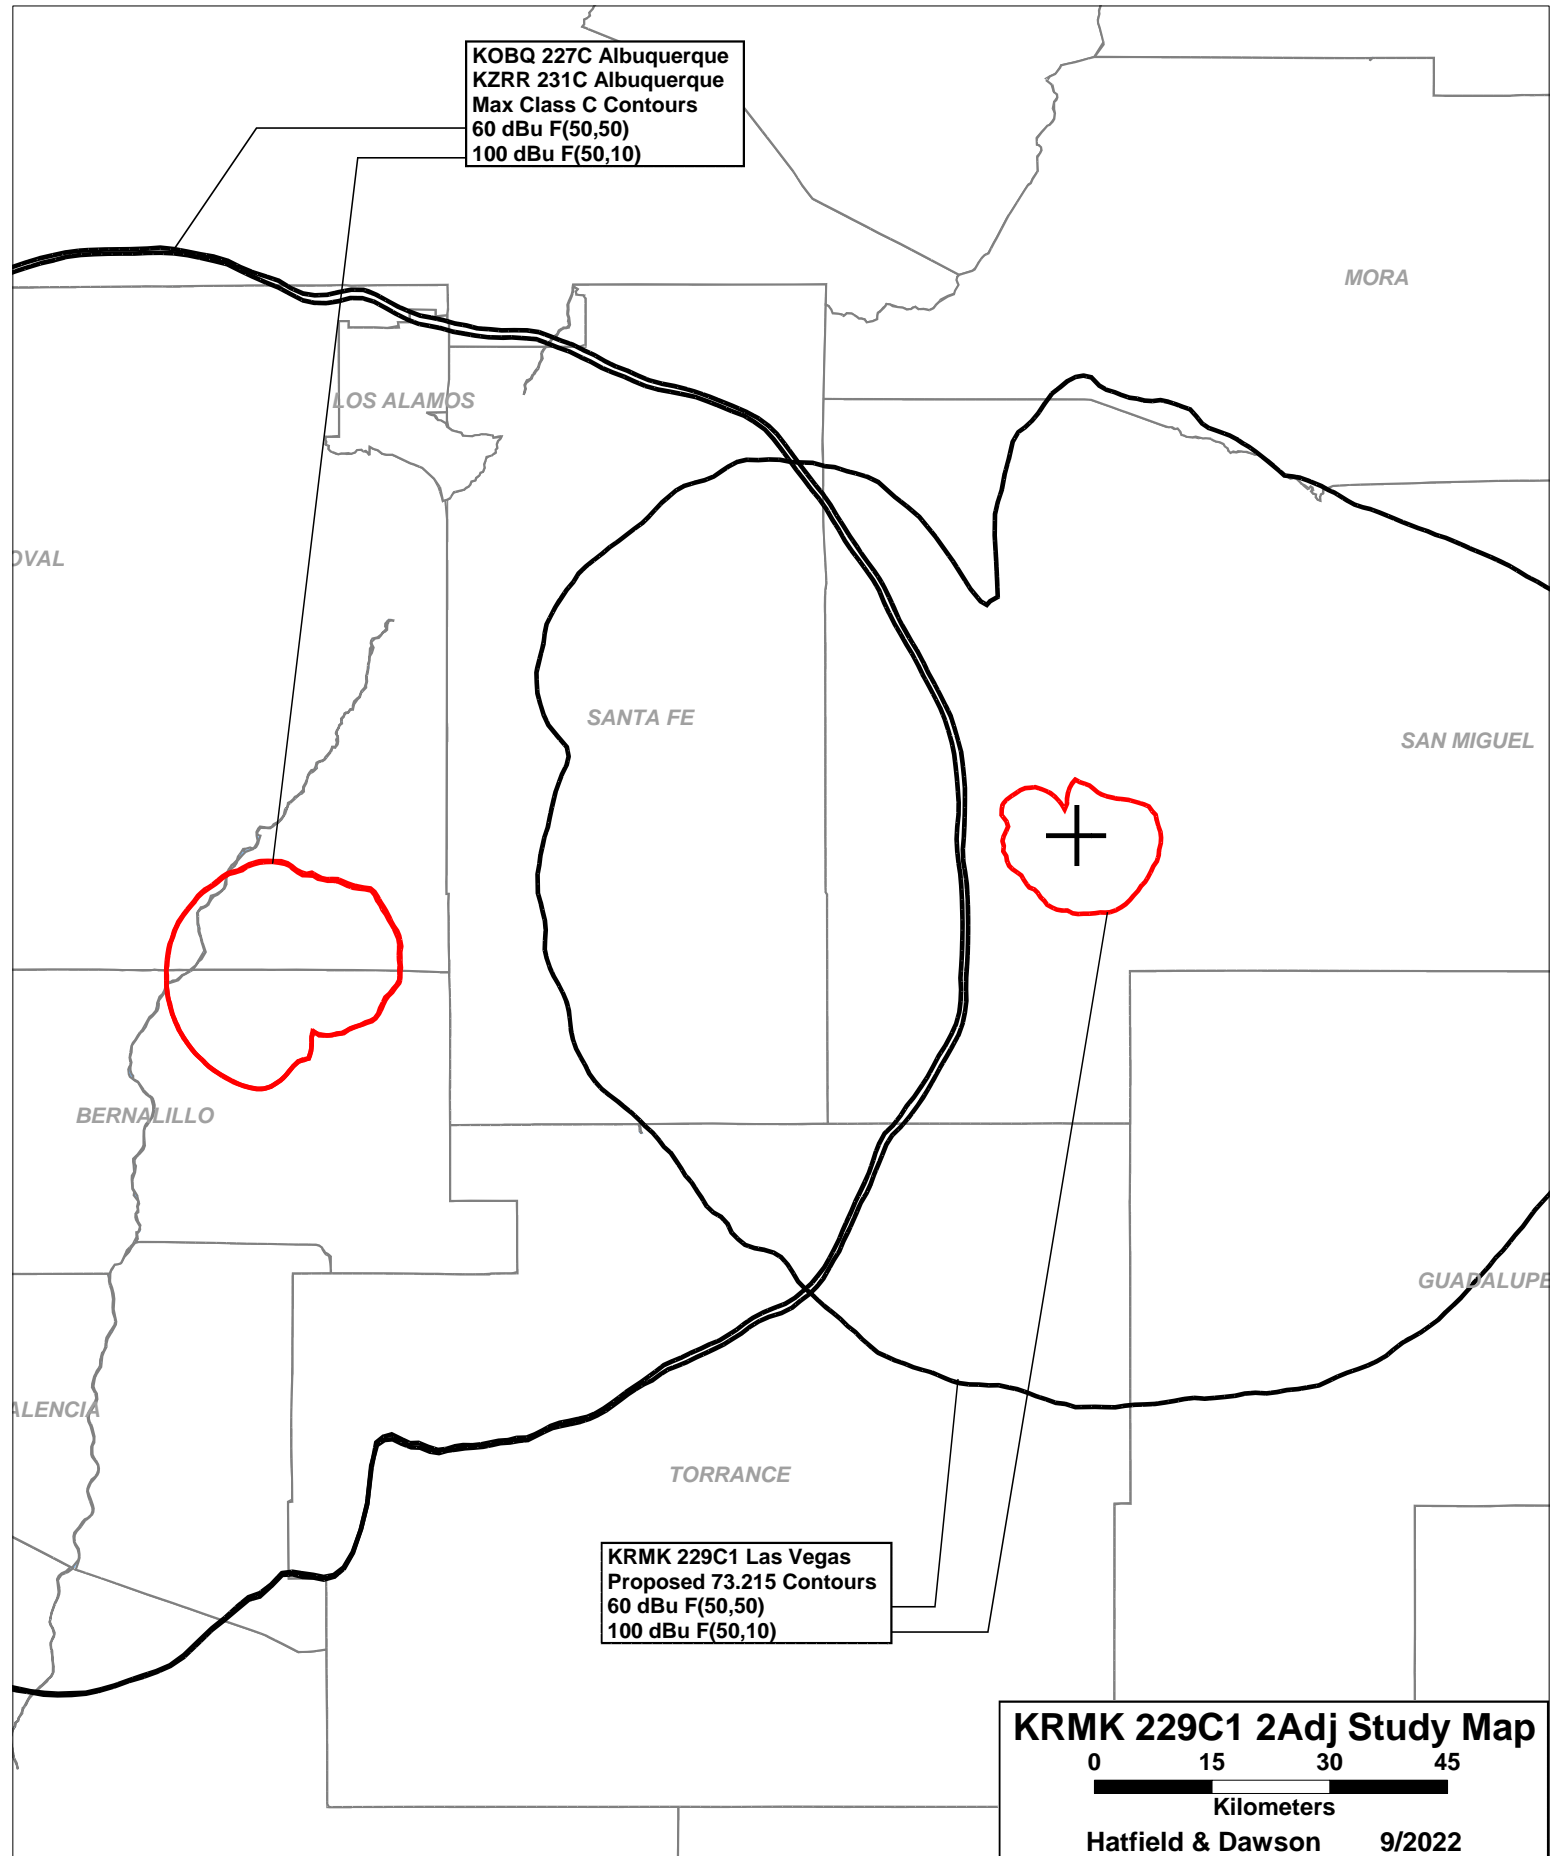 KOBQ 227C Albuquerque
KZRR 231C Albuquerque
Max Class C Contours
60 dBu F(50,50)
100 dBu F(50,10)
MORA
LOS ALAMOS
OVAL
SANTA FE
SAN MIGUEL
BERNALILLO
GUADALUPE
ALENCIA
TORRANCE
KRMK 229C1 Las Vegas
Proposed 73.215 Contours
60 dBu F(50,50)
100 dBu F(50,10)
KRMK 229C1 2Adj Study Map
0 15 30 45
Kilometers
Hatfield & Dawson 9/2022